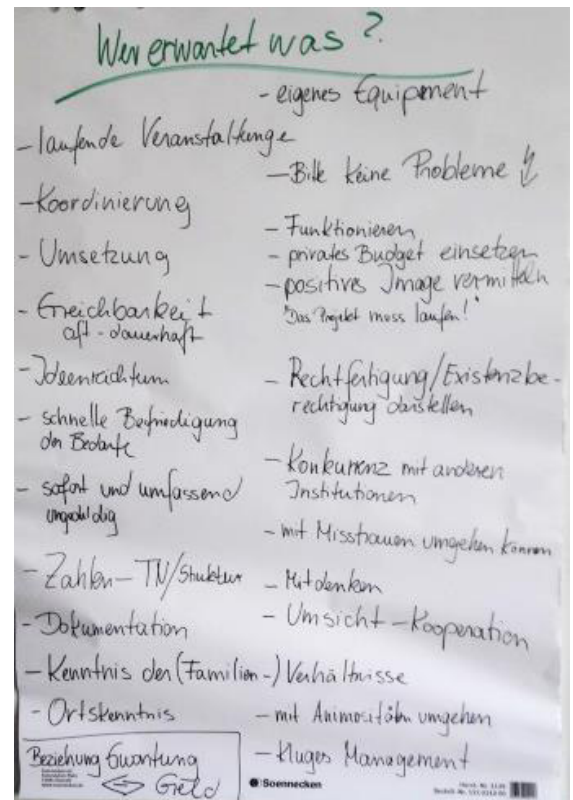 Wer erwartet was?
- laufende Veranstaltunge
- Koordinierung
- Umsetzung
- Erreichbarkeit
oft - dauerhaft
- Ideenreichtum
- schnelle Befriedigung
der Bedarfe
- sofort und umfassend
ungeduldig
- Zahlen - TN/Struktur
- Dokumentation
- Kenntnis der (Familien-) Verhältnisse
- Ortskenntnis
- eigenes Equipment
- Bitte keine Probleme
- Funktionieren
- privates Budget einsetzen
- positives Image vermitteln
"Das Projekt muss laufen!"
- Rechtfertigung/Existenzbe-
rechtigung darstellen
- Konkurrenz mit anderen
Institutionen
- mit Misstrauen umgehen können
- Mitdenken
- Umsicht - Kooperation
- mit Animositäten umgehen
- Kluges Management
Beziehung Erwartung
⇔ Geld
Soennecken